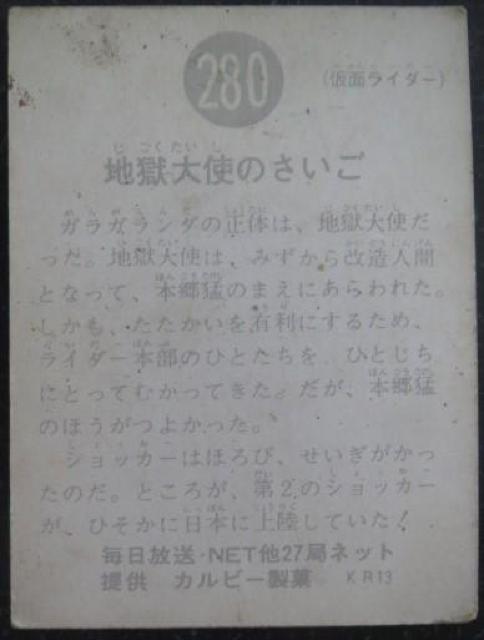 280
(仮面ライダー)
じごくたいし
地獄大使のさいご
ガラガランダの正体は、地獄大使だ
った。地獄大使は、みずから改造人間
となって、本郷猛のまえにあらわれた。
しかも、たたかいを有利にするため、
ライダー本部のひとたちを、ひとじち
にとってむかってきた。だが、本郷猛
のほうがつよかった。
ショッカーはほろび、せいぎがかっ
たのだ。ところが、第2のショッカー
が、ひそかに日本に上陸していた!
毎日放送・NET他27局ネット
提供 カルビー製菓 KR13